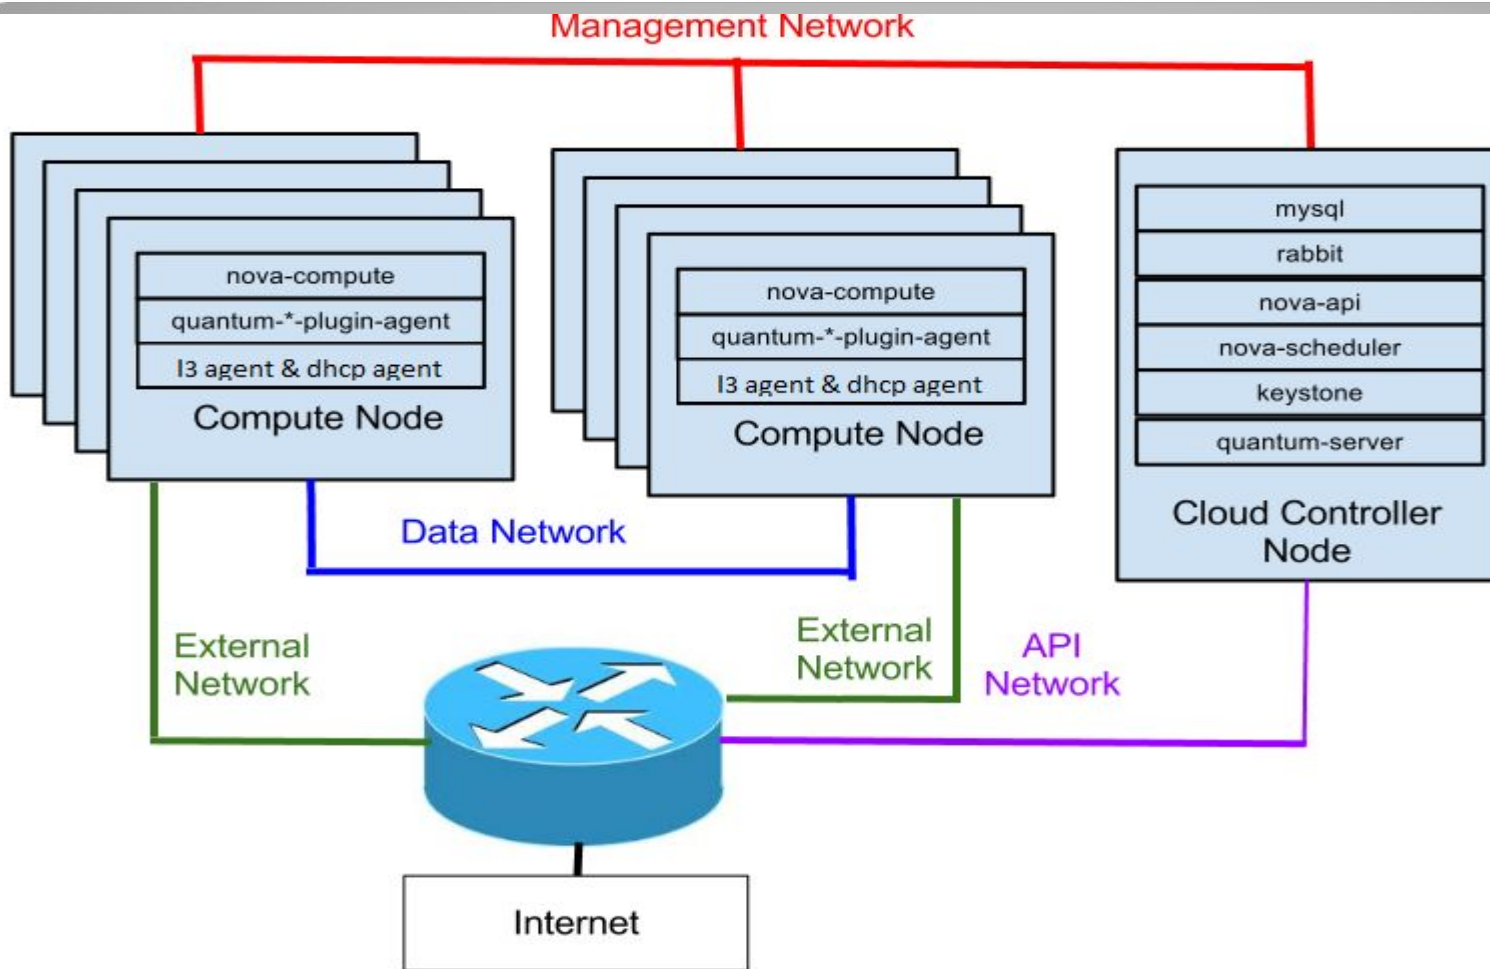 Management Network
nova-compute
quantum-*-plugin-agent
l3 agent & dhcp agent
Compute Node
nova-compute
quantum-*-plugin-agent
l3 agent & dhcp agent
Compute Node
mysql
rabbit
nova-api
nova-scheduler
keystone
quantum-server
Cloud Controller
Node
Data Network
External
Network
External
Network
API
Network
Internet